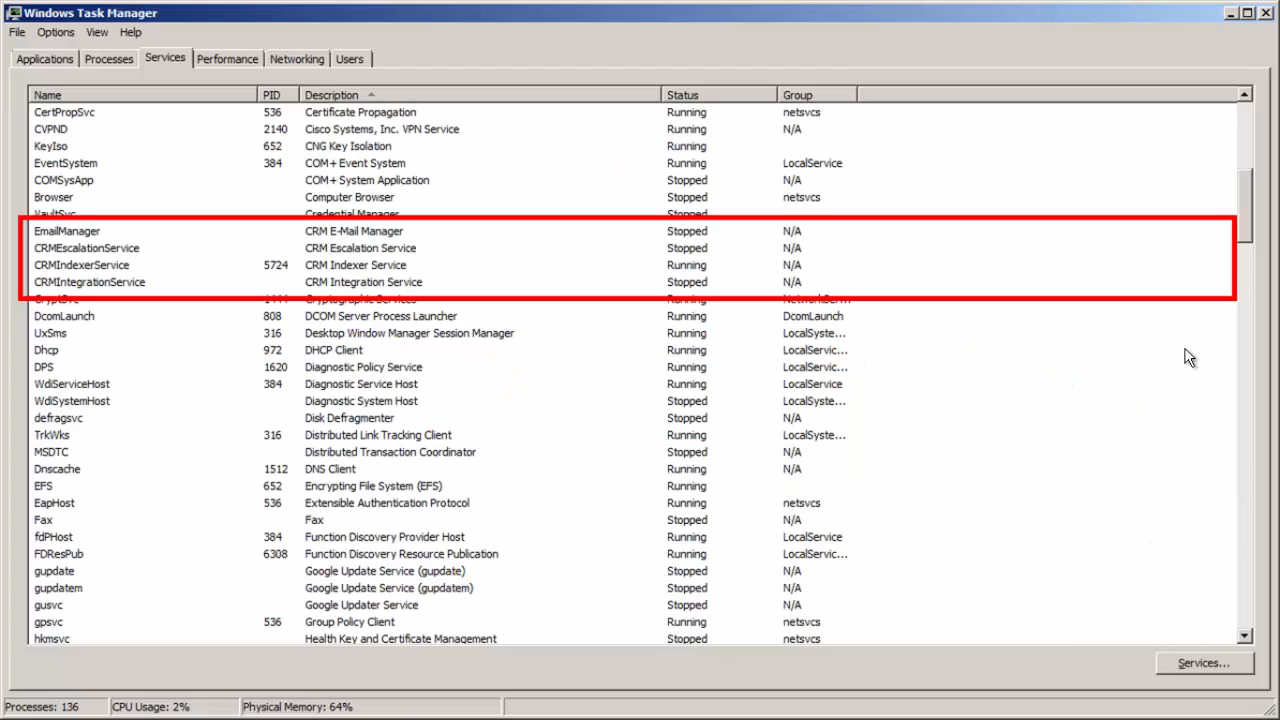 Windows Task Manager
File Options View Help
Applications Processes Services Performance Networking Users
Name PID Description Status Group
CertPropSvc 536 Certificate Propagation Running netsvcs
CVPND 2140 Cisco Systems, Inc. VPN Service Running N/A
KeyIso 652 CNG Key Isolation Running
EventSystem 384 COM+ Event System Running LocalService
COMSysApp COM+ System Application Stopped N/A
Browser Computer Browser Stopped netsvcs
VaultSvc Credential Manager Stopped
EmailManager CRM E-Mail Manager Stopped N/A
CRMEscalationService CRM Escalation Service Stopped N/A
CRMIndexerService 5724 CRM Indexer Service Running N/A
CRMIntegrationService CRM Integration Service Stopped N/A
CryptSvc Cryptographic Services Running NetworkSer...
DcomLaunch 808 DCOM Server Process Launcher Running DcomLaunch
UxSms 316 Desktop Window Manager Session Manager Running LocalSyste...
Dhcp 972 DHCP Client Running LocalServic...
DPS 1620 Diagnostic Policy Service Running LocalServic...
WdiServiceHost 384 Diagnostic Service Host Running LocalService
WdiSystemHost Diagnostic System Host Stopped LocalSyste...
defragsvc Disk Defragmenter Stopped N/A
TrkWks 316 Distributed Link Tracking Client Running LocalSyste...
MSDTC Distributed Transaction Coordinator Stopped N/A
Dnscache 1512 DNS Client Running N/A
EFS 652 Encrypting File System (EFS) Running
EapHost 536 Extensible Authentication Protocol Running netsvcs
Fax Fax Stopped N/A
fdPHost 384 Function Discovery Provider Host Running LocalService
FDResPub 6308 Function Discovery Resource Publication Running LocalServic...
gupdate Google Update Service (gupdate) Stopped N/A
gupdatem Google Update Service (gupdatem) Stopped N/A
gusvc Google Updater Service Stopped N/A
gpsvc 536 Group Policy Client Running netsvcs
hkmsvc Health Key and Certificate Management Stopped netsvcs
Services...
Processes: 136 CPU Usage: 2% Physical Memory: 64%